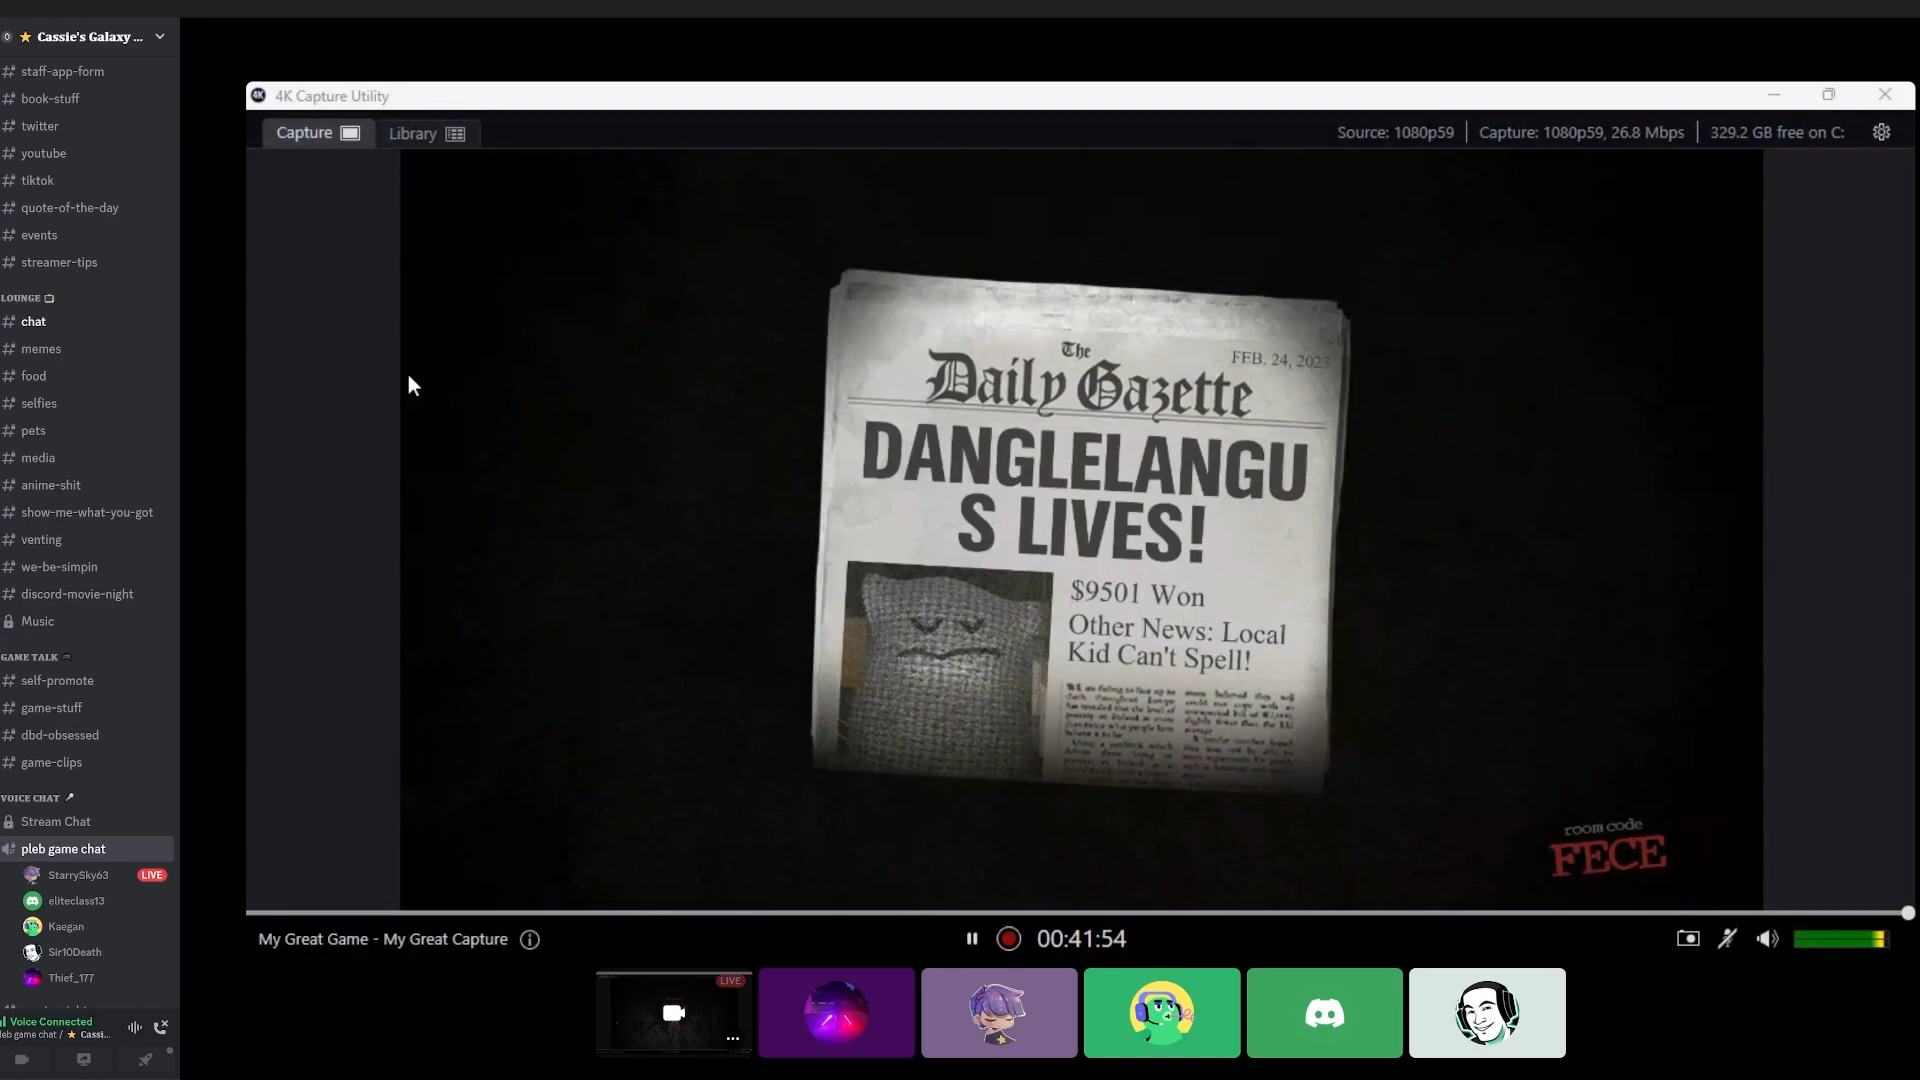 Cassie's Galaxy ...
staff-app-form
book-stuff
twitter
youtube
tiktok
quote-of-the-day
events
streamer-tips
LOUNGE
chat
memes
food
selfies
pets
media
anime-shit
show-me-what-you-got
venting
we-be-simpin
discord-movie-night
Music
GAME TALK
self-promote
game-stuff
dbd-obsessed
game-clips
VOICE CHAT
Stream Chat
pleb game chat
StarrySky63 LIVE
eliteclass13
Kaegan
Sir10Death
Thief_177
Voice Connected
leb game chat / Cassi...
4K 4K Capture Utility
Capture Library
Source: 1080p59 Capture: 1080p59, 26.8 Mbps 329.2 GB free on C:
The
Daily Gazette
FEB. 24, 2023
DANGLELANGU
S LIVES!
$9501 Won
Other News: Local
Kid Can't Spell!
room code
FECE
My Great Game - My Great Capture
00:41:54
LIVE